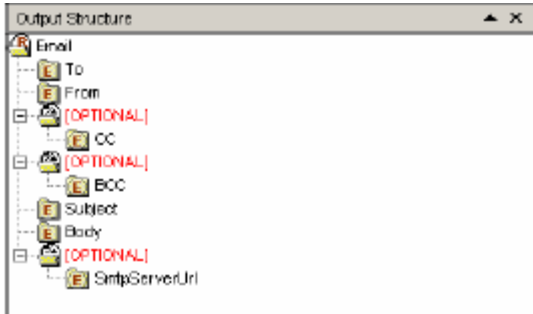 Output Structure
Email
To
From
[OPTIONAL]
CC
[OPTIONAL]
BCC
Subject
Body
[OPTIONAL]
SmtpServerUrl